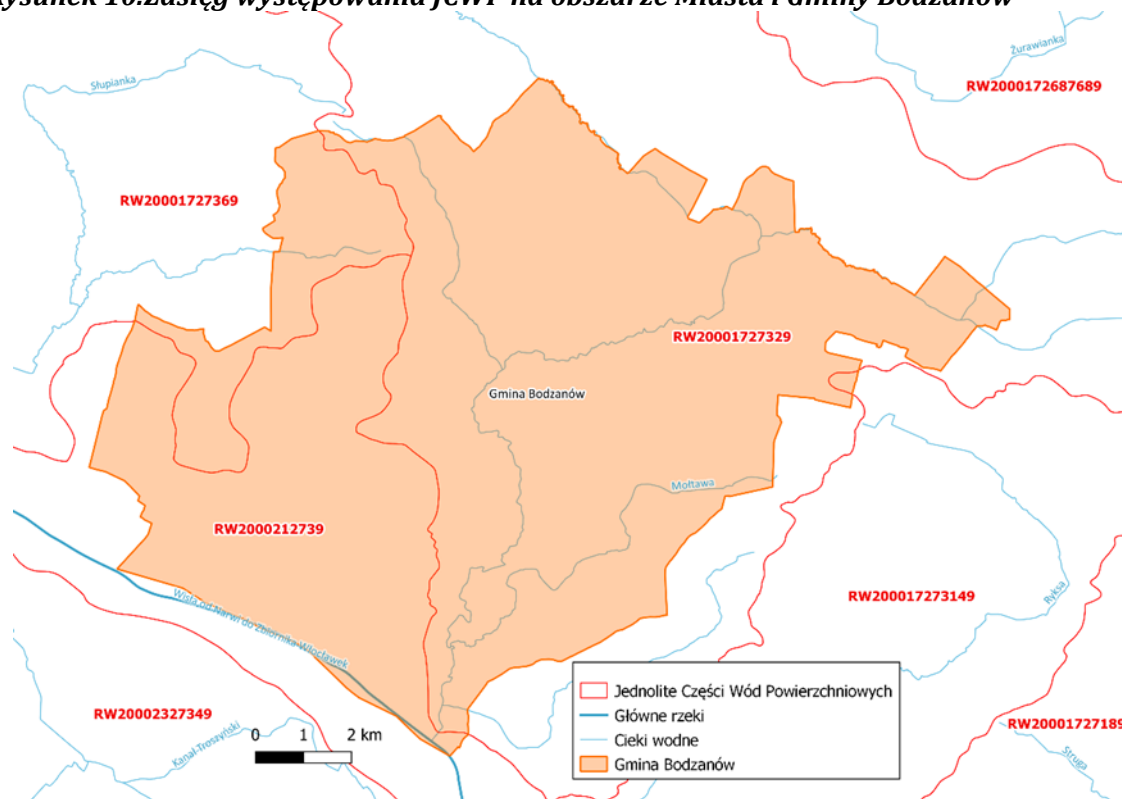 Rysunek 10.Zasięg występowania JCWP na obszarze Miasta i Gminy Bodzanów
Żurawianka
Słupianka
RW2000172687689
RW20001727369
RW20001727329
Gmina Bodzanów
Mołtawa
RW2000212739
Wisła od Narwi do Zbiornika Włocławek
RW200017273149
Ryksa
RW20002327349
Kanał-Troszyński
0 1 2 km
Jednolite Części Wód Powierzchniowych
Główne rzeki
Cieki wodne
Gmina Bodzanów
RW20001727189
Struga